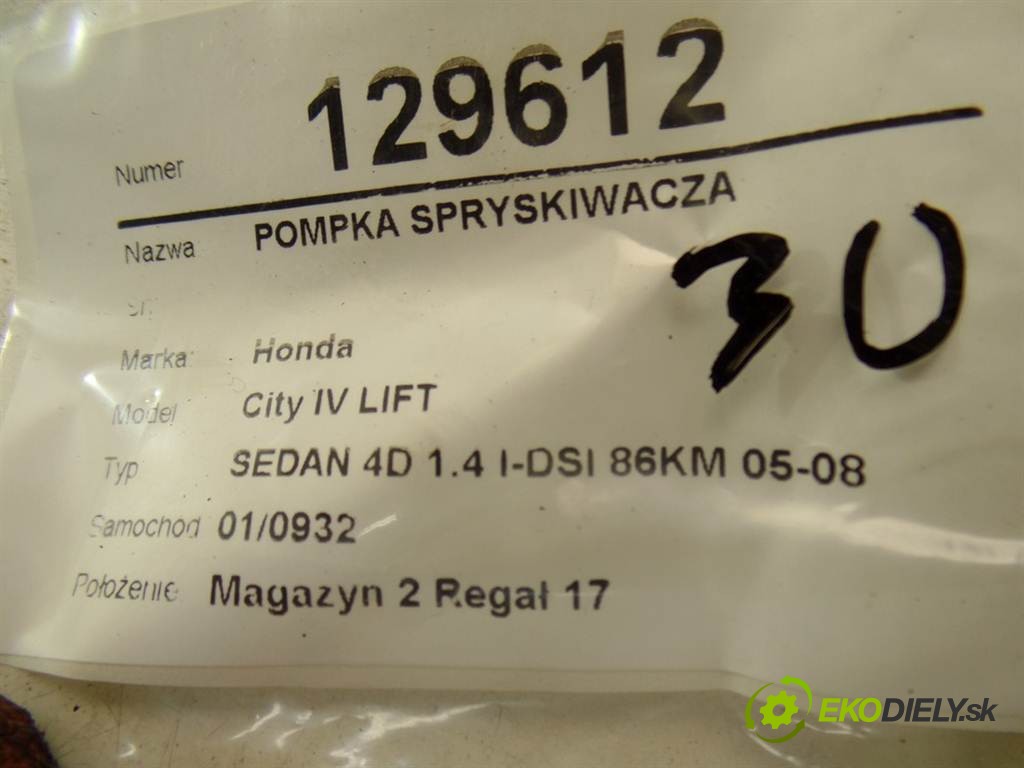 Numer 129612
Nazwa POMPKA SPRYSKIWACZA
30
Marka: Honda
Model City IV LIFT
Typ SEDAN 4D 1.4 I-DSI 86KM 05-08
Samochód 01/0932
Położenie Magazyn 2 Regał 17
EKODIELY.sk